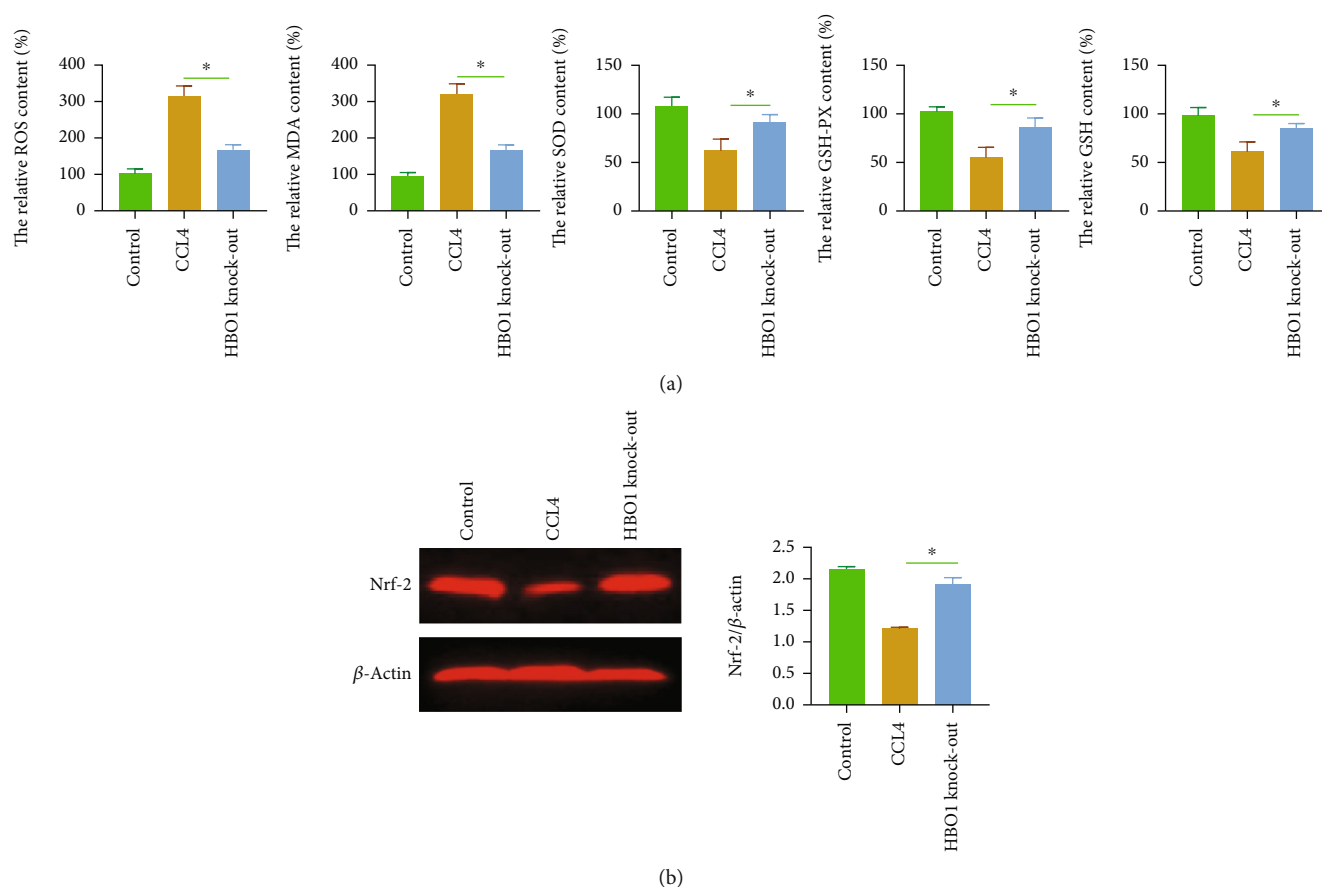 The relative ROS content (%)
400
300
200
100
0
*
Control
CCL4
HBO1 knock-out
The relative MDA content (%)
400
300
200
100
0
*
Control
CCL4
HBO1 knock-out
The relative SOD content (%)
150
100
50
0
*
Control
CCL4
HBO1 knock-out
The relative GSH-PX content (%)
150
100
50
0
*
Control
CCL4
HBO1 knock-out
The relative GSH content (%)
150
100
50
0
*
Control
CCL4
HBO1 knock-out
(a)
Control
CCL4
HBO1 knock-out
Nrf-2
β-Actin
Nrf-2/β-actin
2.5
2.0
1.5
1.0
0.5
0.0
*
Control
CCL4
HBO1 knock-out
(b)